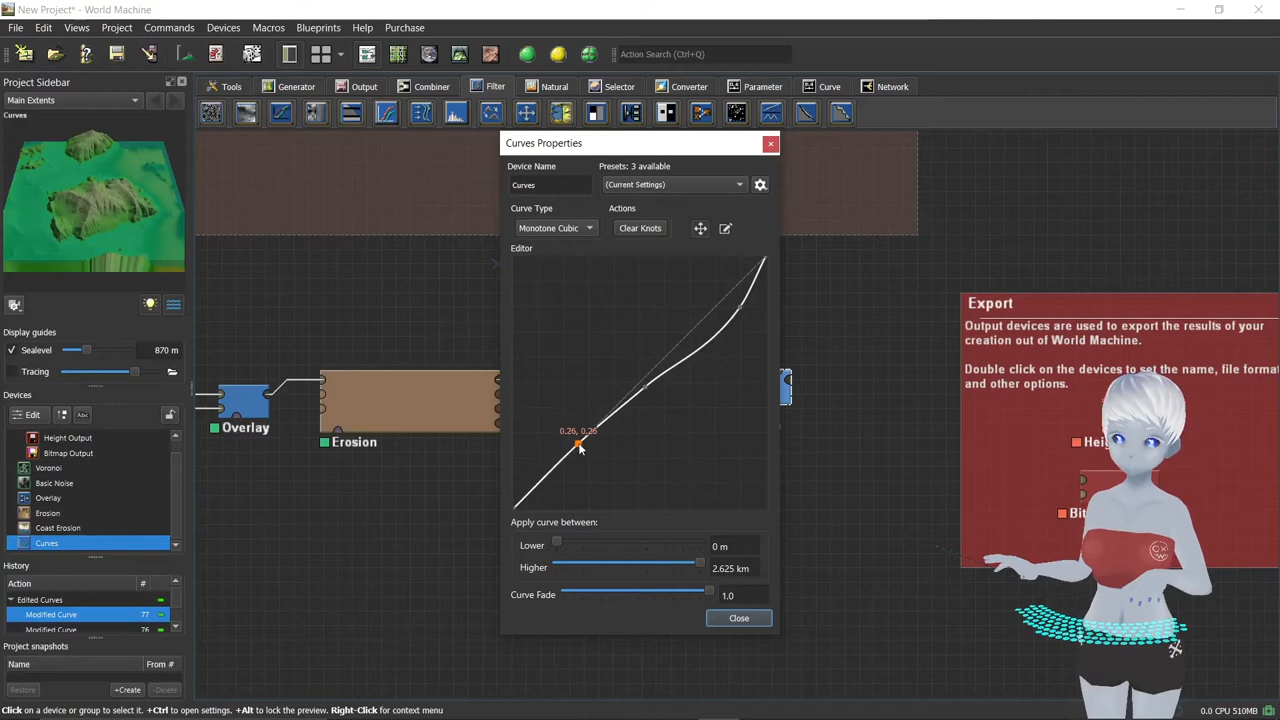 New Project* - World Machine
File Edit Views Project Commands Devices Macros Blueprints Help Purchase
Action Search (Ctrl+Q)
Project Sidebar
Main Extents
Curves
Tools Generator Output Combiner Filter Natural Selector Converter Parameter Curve Network
Display guides
Sealevel 870 m
Tracing
Devices
Edit Abc
Height Output
Bitmap Output
Voronoi
Basic Noise
Overlay
Erosion
Coast Erosion
Curves
History
Action #
Edited Curves
Modified Curve 77
Modified Curve 76
Project snapshots
Name From #
Restore +Create -Delete
Overlay
Erosion
Curves Properties
Device Name Presets: 3 available
Curves (Current Settings)
Curve Type Actions
Monotone Cubic Clear Knots
Editor
0.26, 0.26
Apply curve between:
Lower 0 m
Higher 2.625 km
Curve Fade 1.0
Close
Export
Output devices are used to export the results of your
creation out of World Machine.
Double click on the devices to set the name, file format
and other options.
Click on a device or group to select it. +Ctrl to open settings. +Alt to lock the preview. Right-Click for context menu
0.0 CPU 510MB